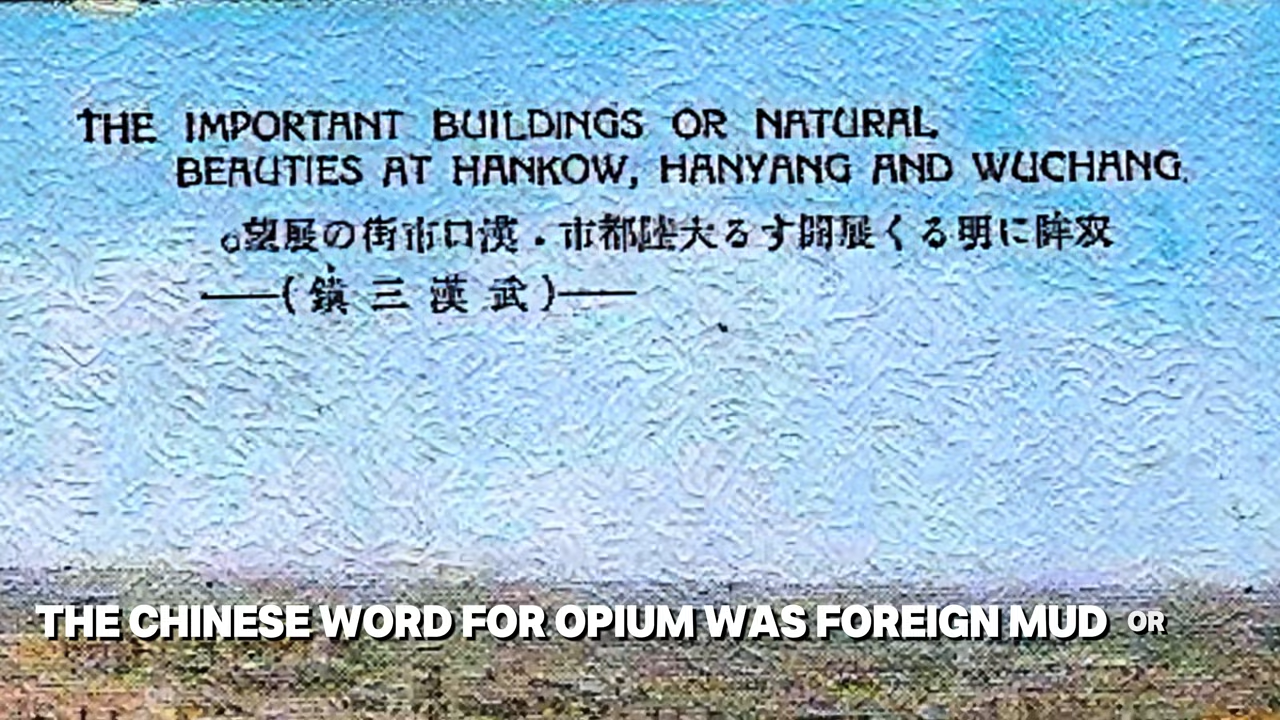 THE IMPORTANT BUILDINGS OR NATURAL
BEAUTIES AT HANKOW, HANYANG AND WUCHANG.
双眸に明るく展開する大陸都市・漢口市街の展望。
—(武漢三鎮)—
THE CHINESE WORD FOR OPIUM WAS FOREIGN MUD OR